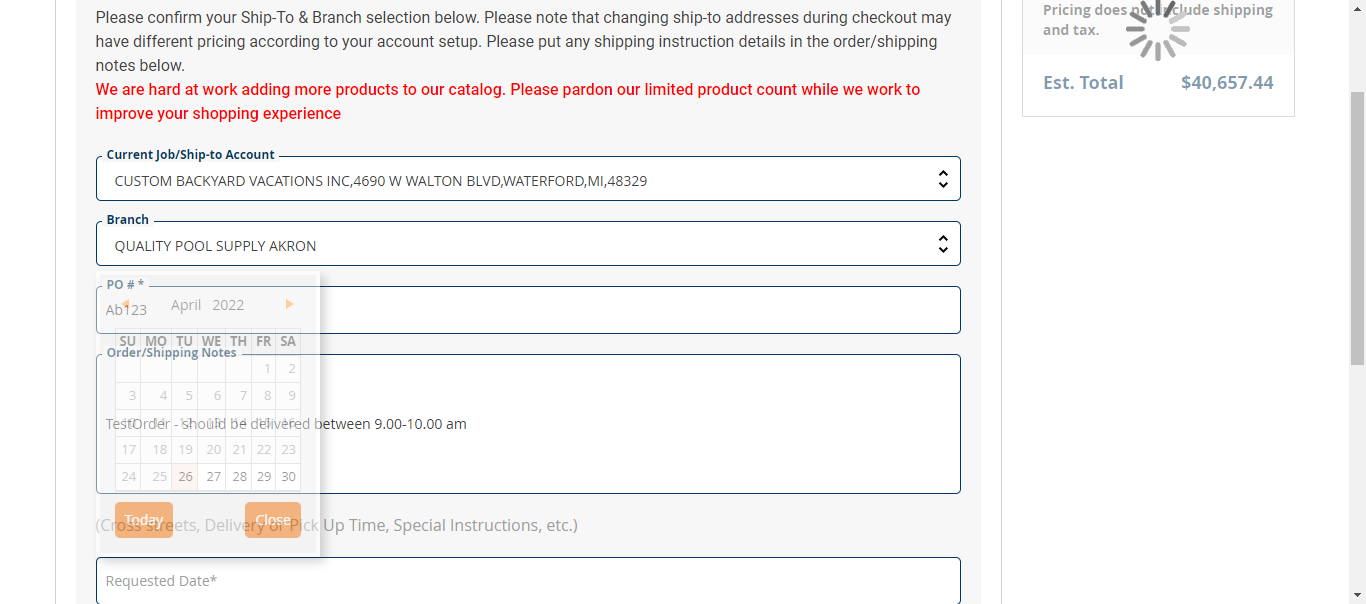 Please confirm your Ship-To & Branch selection below. Please note that changing ship-to addresses during checkout may
have different pricing according to your account setup. Please put any shipping instruction details in the order/shipping
notes below.
We are hard at work adding more products to our catalog. Please pardon our limited product count while we work to
improve your shopping experience
Current Job/Ship-to Account
CUSTOM BACKYARD VACATIONS INC,4690 W WALTON BLVD,WATERFORD,MI,48329
Branch
QUALITY POOL SUPPLY AKRON
PO # *
Ab123
April 2022
SU MO TU WE TH FR SA
Order/Shipping Notes
1 2
3 4 5 6 7 8 9
10 11 12 13 14 15 16
TestOrder - should be delivered between 9.00-10.00 am
17 18 19 20 21 22 23
24 25 26 27 28 29 30
Today Close
(Cross streets, Delivery or Pick Up Time, Special Instructions, etc.)
Requested Date*
Pricing does not include shipping
and tax.
Est. Total $40,657.44